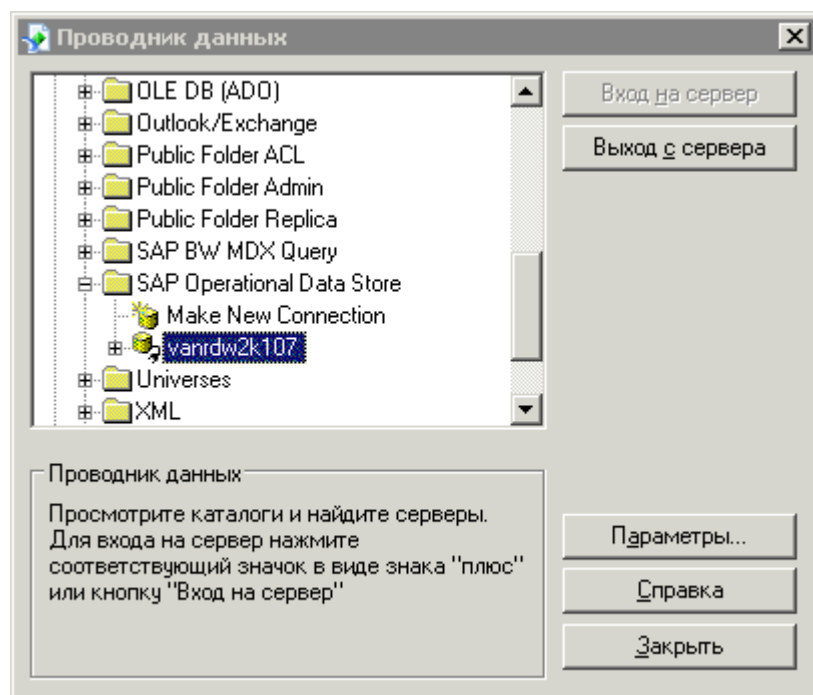 Проводник данных
OLE DB (ADO)
Вход на сервер
Outlook/Exchange
Выход с сервера
Public Folder ACL
Public Folder Admin
Public Folder Replica
SAP BW MDX Query
SAP Operational Data Store
Make New Connection
vanrdw2k107
Universes
XML
Проводник данных
Просмотрите каталоги и найдите серверы.
Для входа на сервер нажмите
соответствующий значок в виде знака "плюс"
или кнопку "Вход на сервер"
Параметры...
Справка
Закрыть